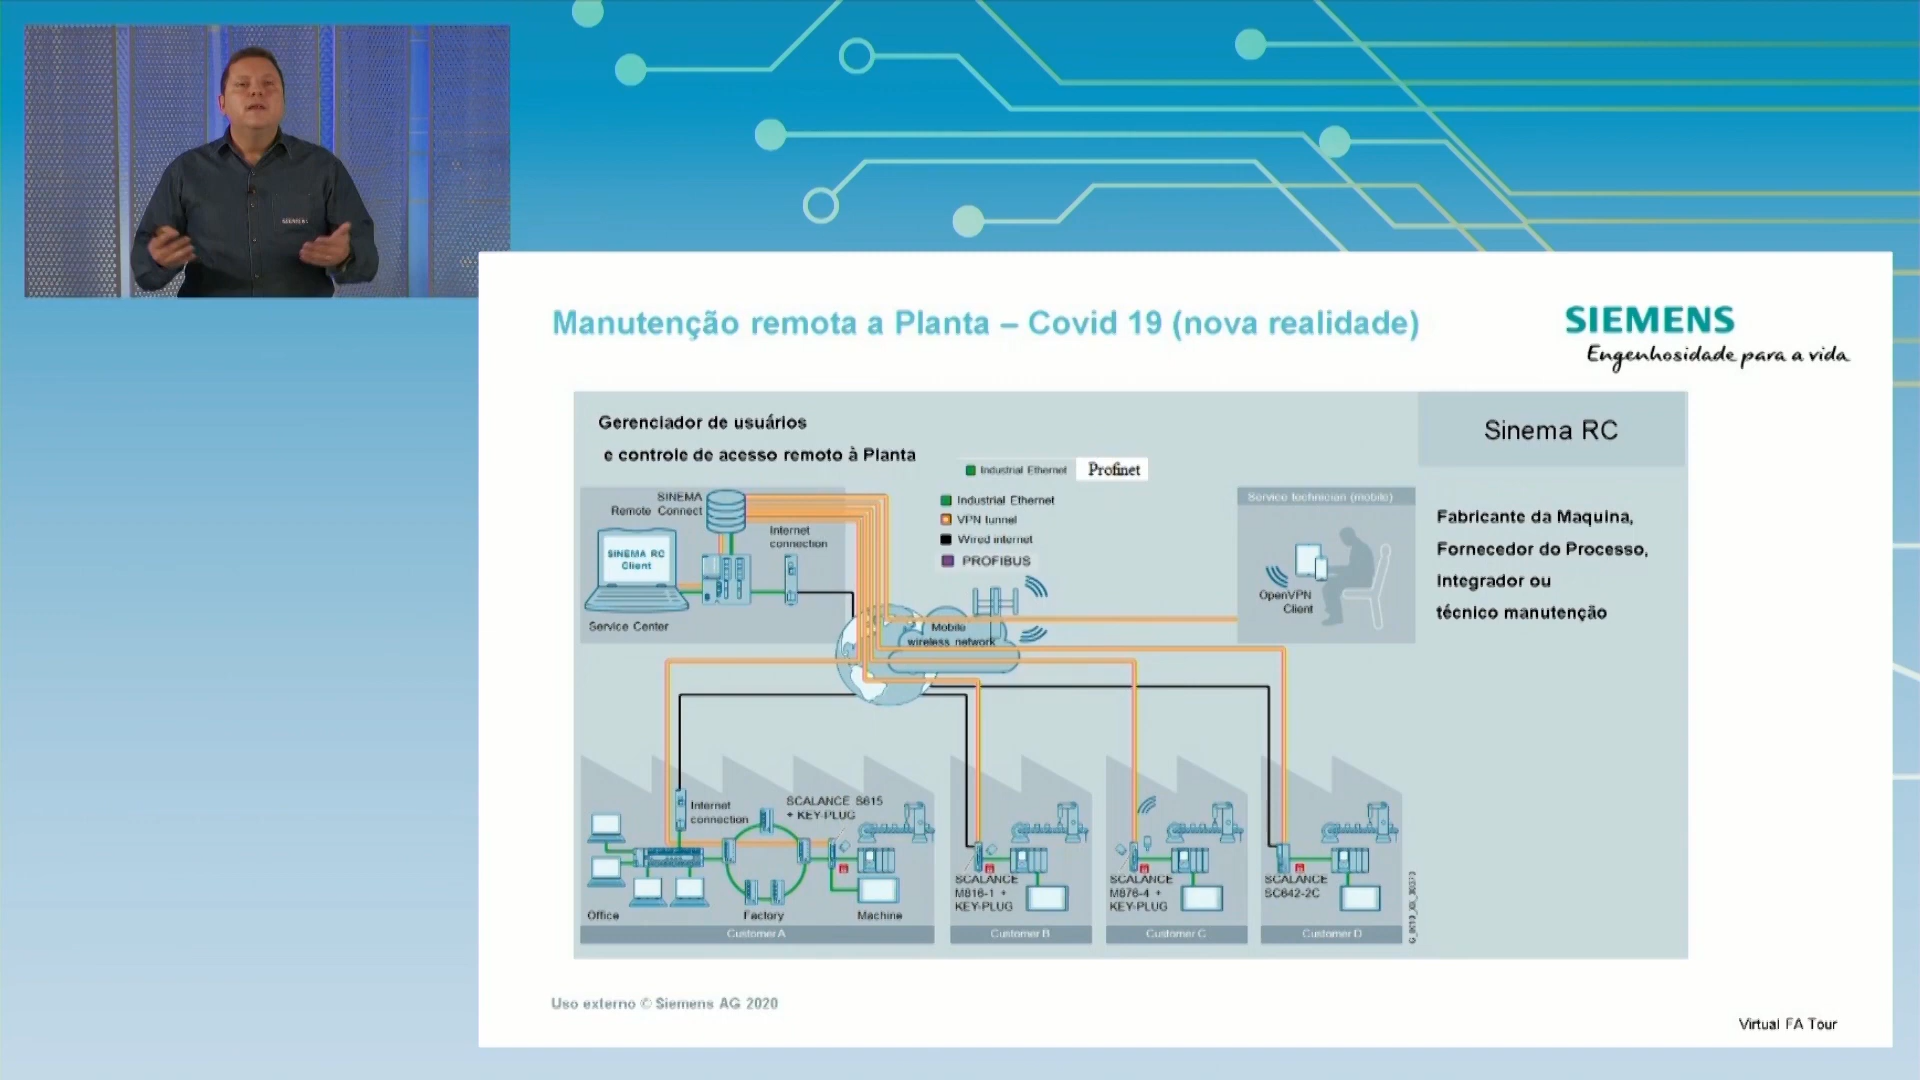 SIEMENS
Manutenção remota a Planta – Covid 19 (nova realidade)
SIEMENS
Engenhosidade para a vida
Gerenciador de usuários
e controle de acesso remoto à Planta
Sinema RC
Industrial Ethernet
Profinet
Industrial Ethernet
VPN tunnel
Wired internet
PROFIBUS
SINEMA
Remote Connect
Internet
connection
SINEMA RC
Client
Service Center
Mobile
wireless network
Service technician (mobile)
OpenVPN
Client
Fabricante da Maquina,
Fornecedor do Processo,
Integrador ou
técnico manutenção
Internet
connection
SCALANCE S615
+ KEY-PLUG
Office
Factory
Machine
Customer A
SCALANCE
M816-1 +
KEY-PLUG
Customer B
SCALANCE
M876-4 +
KEY-PLUG
Customer C
SCALANCE
SC642-2C
Customer D
Uso externo © Siemens AG 2020
Virtual FA Tour